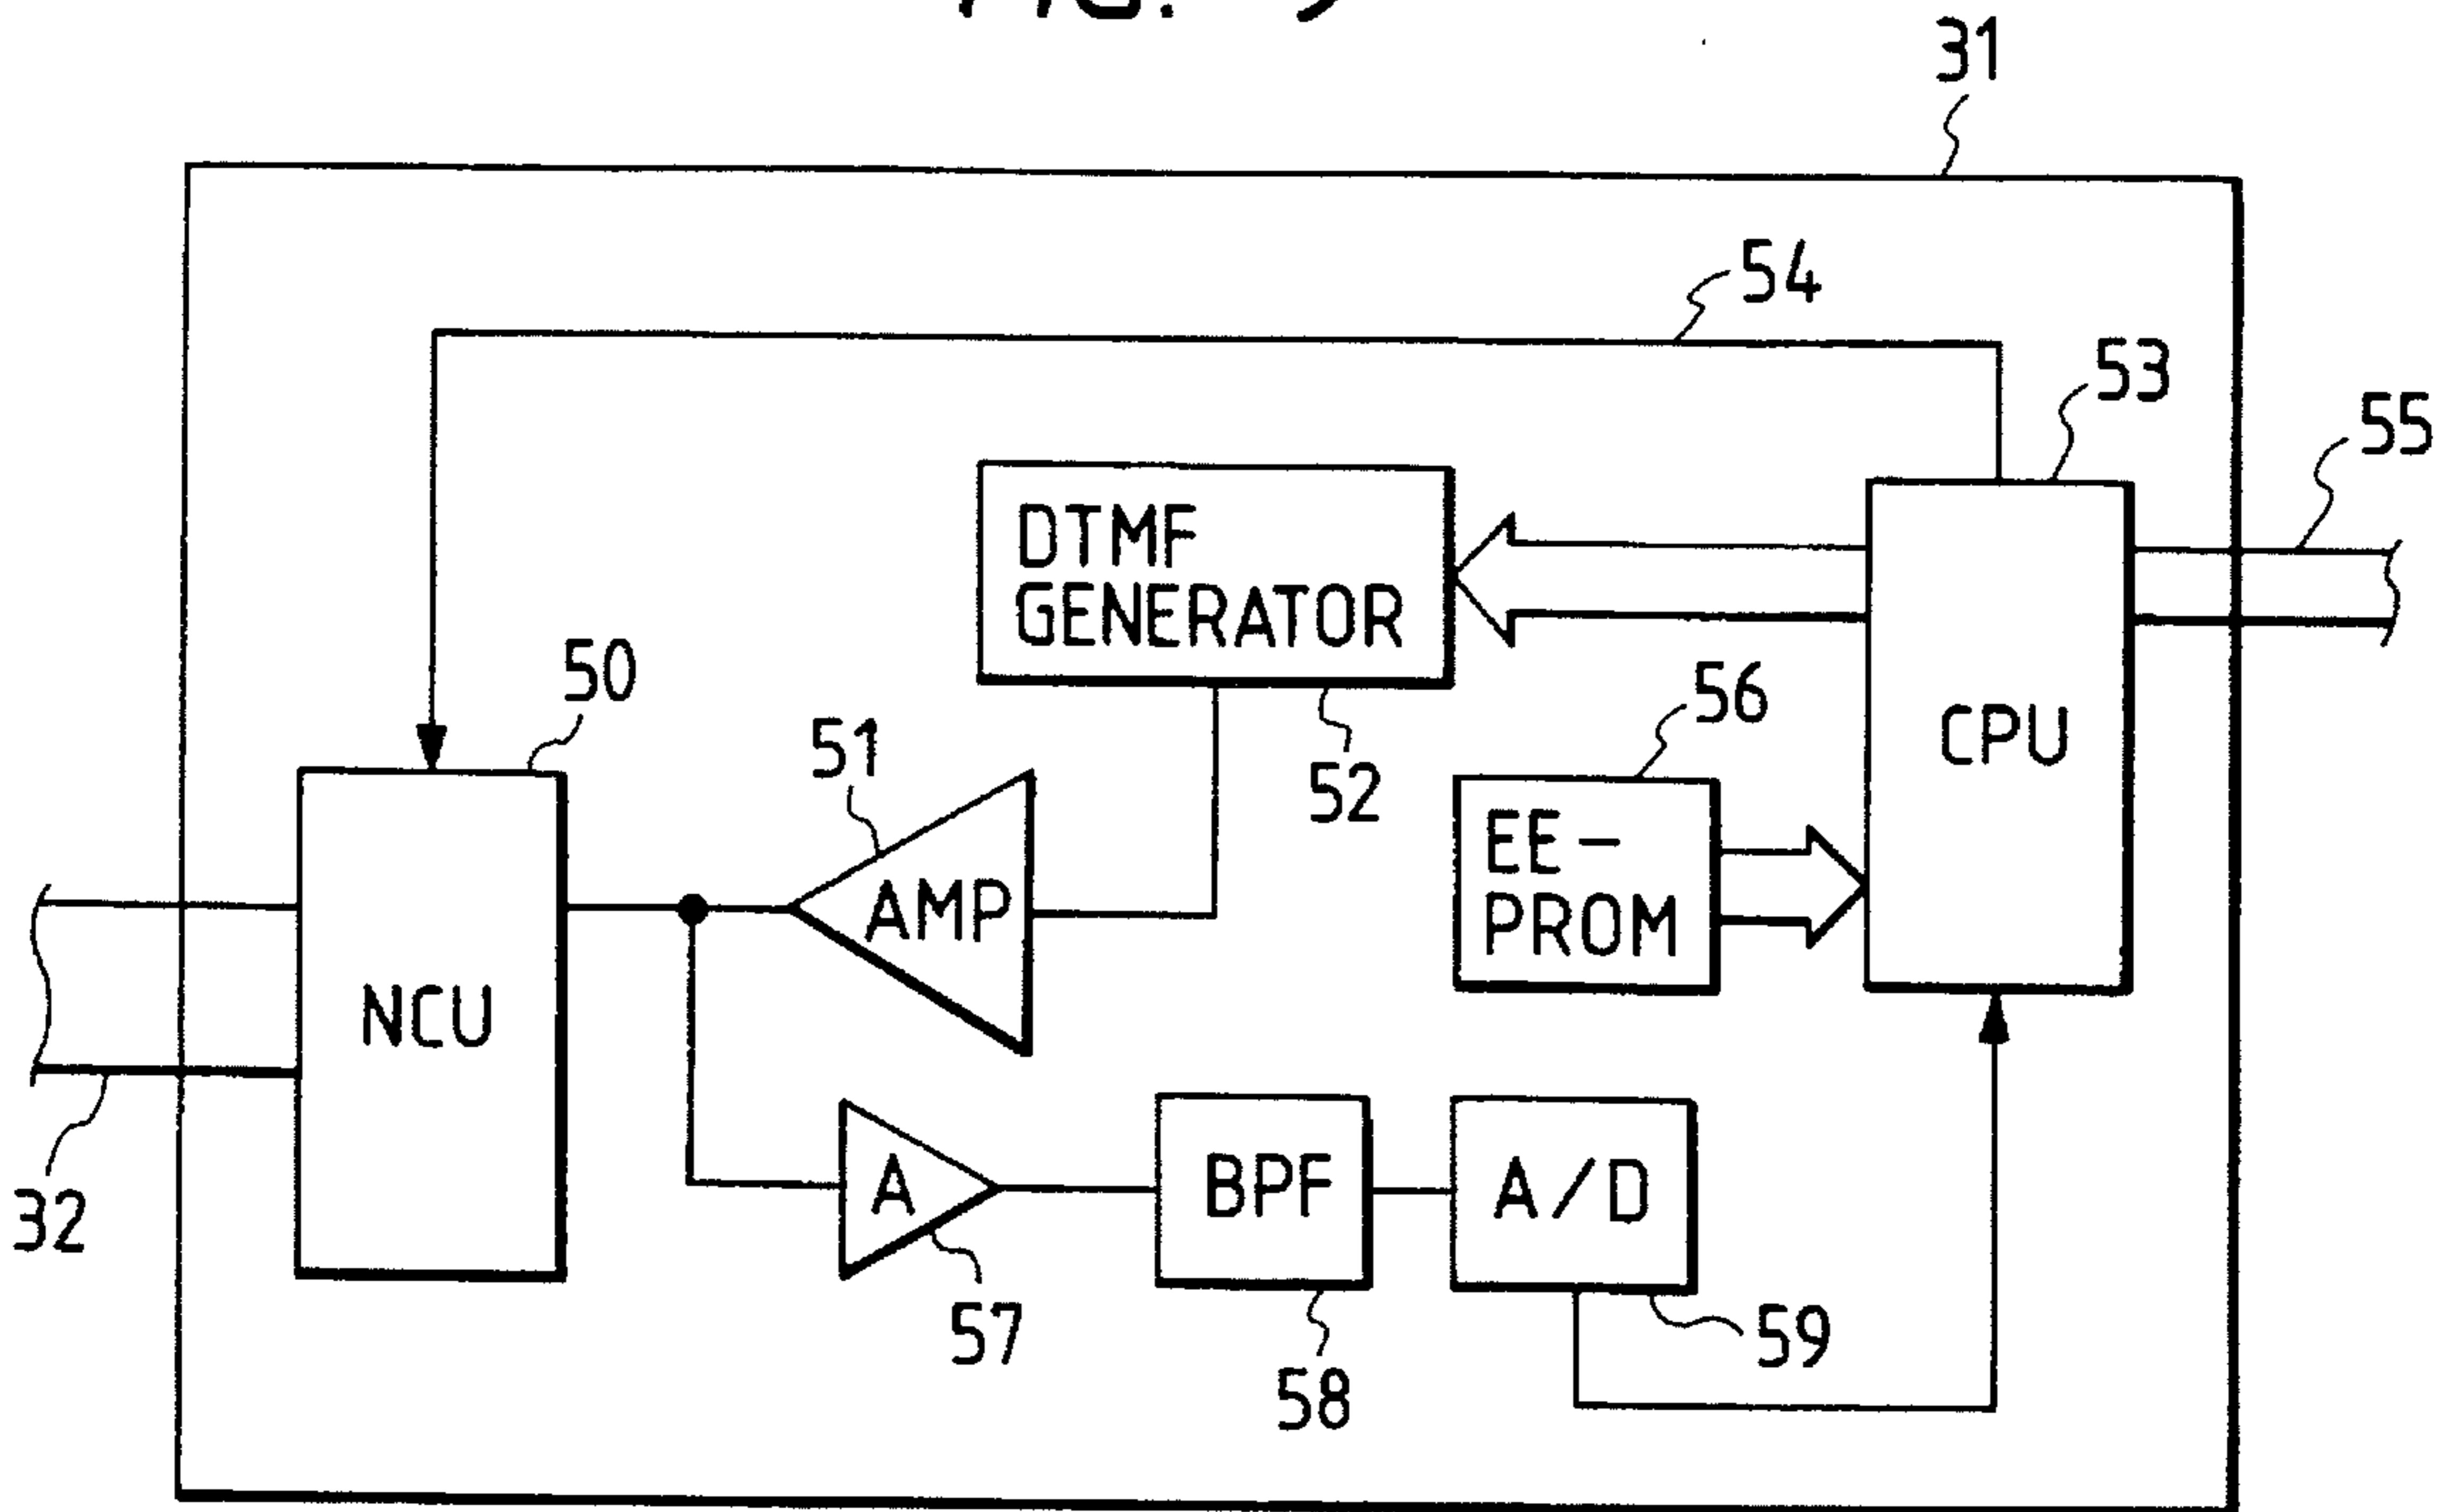 31
54
53
55
DTMF
GENERATOR
50
56
51
CPU
52
EE-
PROM
AMP
NCU
A
BPF
A/D
32
57
59
58